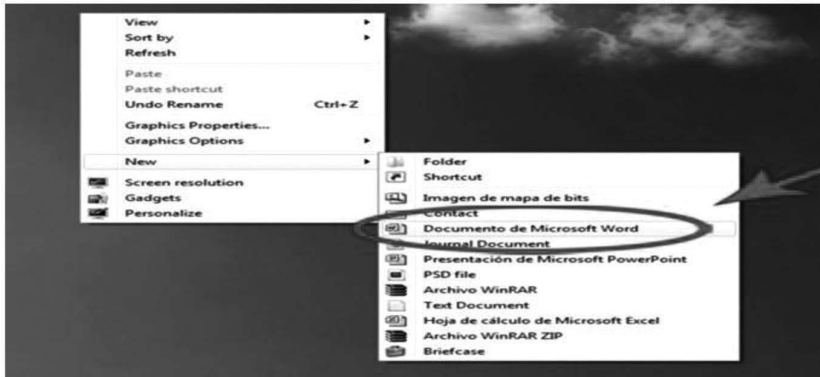 View
Sort by
Refresh
Paste
Paste shortcut
Undo Rename Ctrl+Z
Graphics Properties...
Graphics Options
New
Screen resolution
Gadgets
Personalize
Folder
Shortcut
Imagen de mapa de bits
Contact
Documento de Microsoft Word
Journal Document
Presentación de Microsoft PowerPoint
PSD file
Archivo WinRAR
Text Document
Hoja de cálculo de Microsoft Excel
Archivo WinRAR ZIP
Briefcase